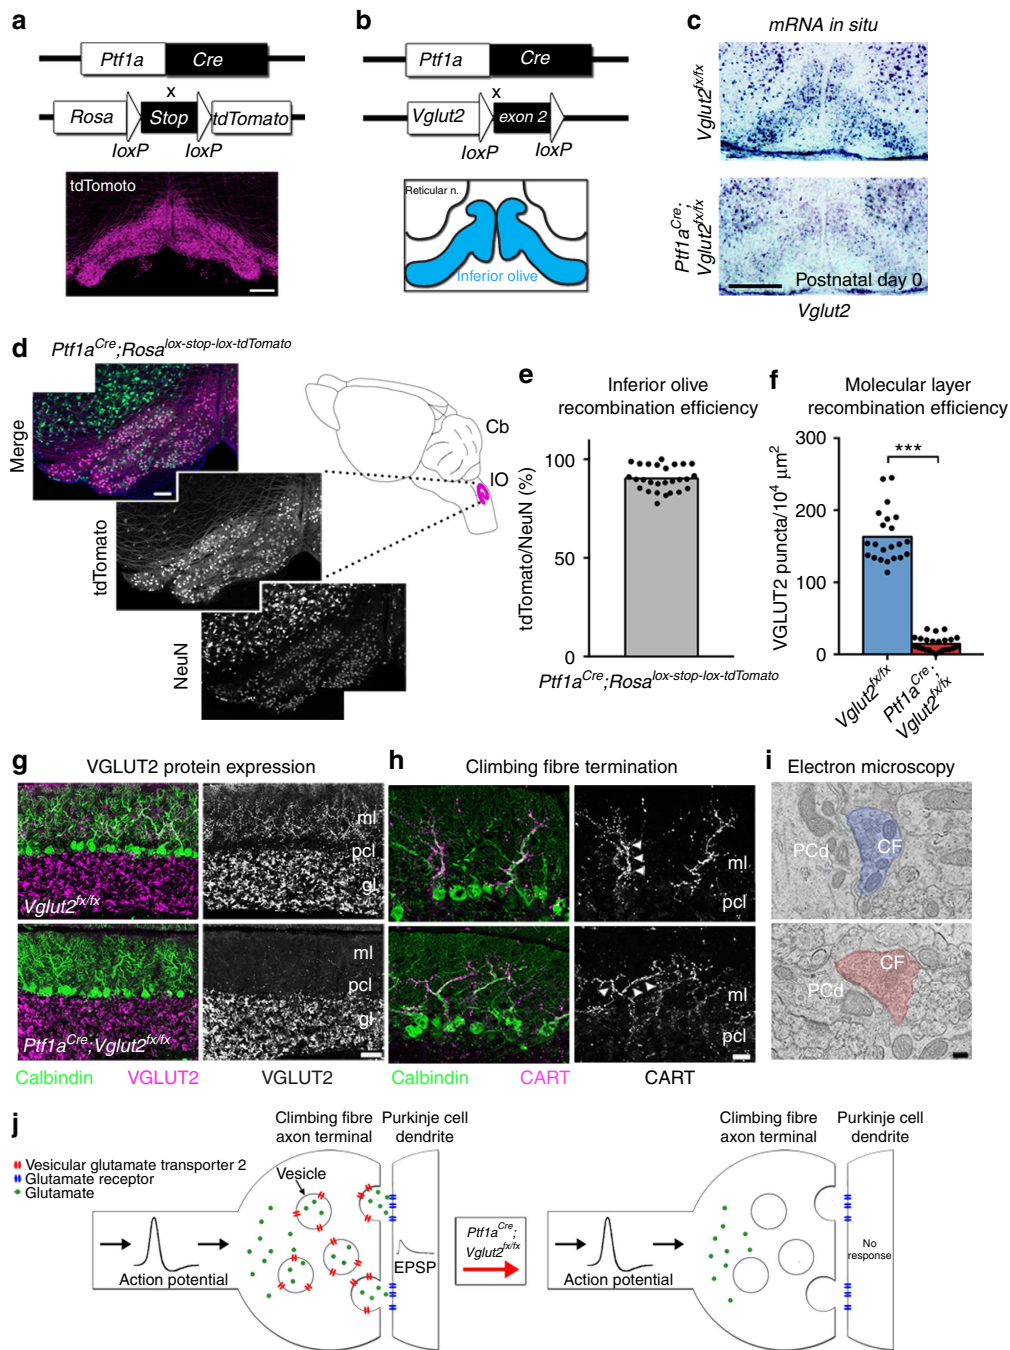 a
Ptf1a Cre
x
Rosa Stop tdTomato
loxP loxP
tdTomoto
b
Ptf1a Cre
x
Vglut2 exon 2
loxP loxP
Reticular n.
Inferior olive
c
mRNA in situ
Vglut2fx/fx
Ptf1aCre;
Vglut2fx/fx
Postnatal day 0
Vglut2
d
Ptf1aCre;Rosalox-stop-lox-tdTomato
Merge
tdTomato
NeuN
Cb
IO
e
Inferior olive
recombination efficiency
tdTomato/NeuN (%)
100
50
0
Ptf1aCre;Rosalox-stop-lox-tdTomato
f
Molecular layer
recombination efficiency
VGLUT2 puncta/10⁴ µm²
300
200
100
0
***
Vglut2fx/fx
Ptf1aCre;
Vglut2fx/fx
g
VGLUT2 protein expression
ml
pcl
gl
Vglut2fx/fx
ml
pcl
gl
Ptf1aCre;Vglut2fx/fx
Calbindin VGLUT2 VGLUT2
h
Climbing fibre termination
ml
pcl
ml
pcl
Calbindin CART CART
i
Electron microscopy
PCd
CF
CF
PCd
j
Vesicular glutamate transporter 2
Glutamate receptor
Glutamate
Climbing fibre
axon terminal
Purkinje cell
dendrite
Vesicle
Action potential
EPSP
Ptf1aCre;
Vglut2fx/fx
Climbing fibre
axon terminal
Purkinje cell
dendrite
Action potential
No
response